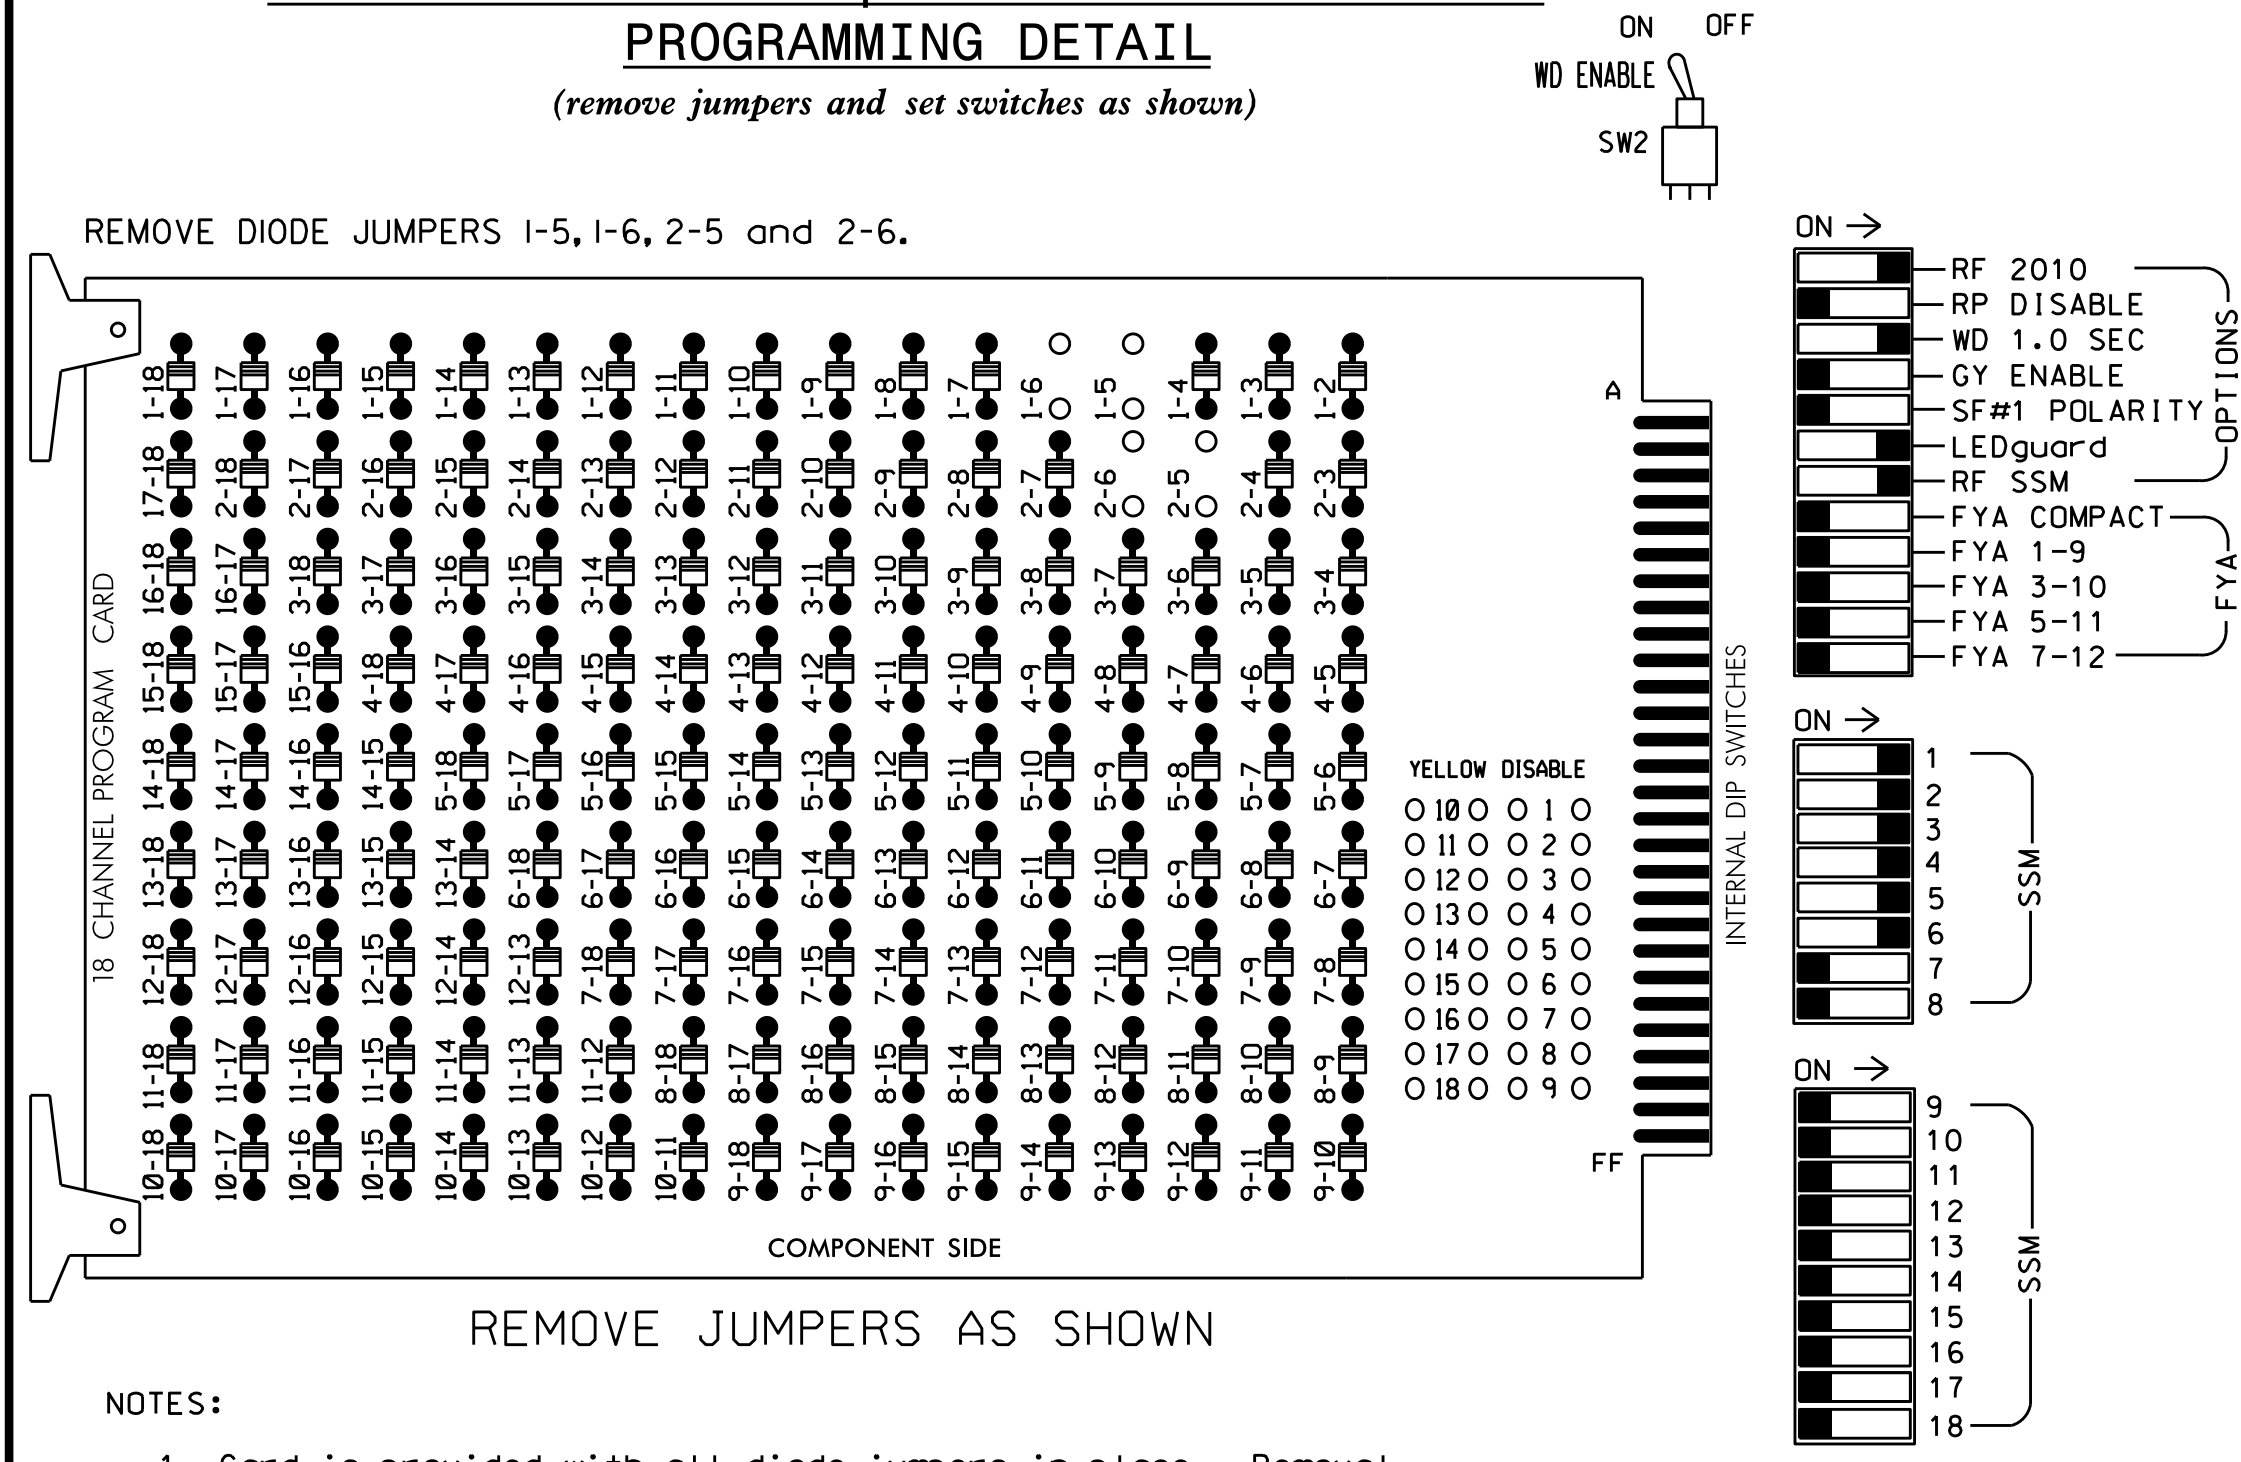 PROGRAMMING DETAIL
(remove jumpers and set switches as shown)
ON OFF
WD ENABLE
SW2
REMOVE DIODE JUMPERS 1-5, 1-6, 2-5 and 2-6.
18 CHANNEL PROGRAM CARD
1-18 1-17 1-16 1-15 1-14 1-13 1-12 1-11 1-10 1-9 1-8 1-7 1-6 1-5 1-4 1-3 1-2
17-18 2-18 2-17 2-16 2-15 2-14 2-13 2-12 2-11 2-10 2-9 2-8 2-7 2-6 2-5 2-4 2-3
16-18 16-17 3-18 3-17 3-16 3-15 3-14 3-13 3-12 3-11 3-10 3-9 3-8 3-7 3-6 3-5 3-4
15-18 15-17 15-16 4-18 4-17 4-16 4-15 4-14 4-13 4-12 4-11 4-10 4-9 4-8 4-7 4-6 4-5
14-18 14-17 14-16 14-15 5-18 5-17 5-16 5-15 5-14 5-13 5-12 5-11 5-10 5-9 5-8 5-7 5-6
13-18 13-17 13-16 13-15 13-14 6-18 6-17 6-16 6-15 6-14 6-13 6-12 6-11 6-10 6-9 6-8 6-7
12-18 12-17 12-16 12-15 12-14 12-13 7-18 7-17 7-16 7-15 7-14 7-13 7-12 7-11 7-10 7-9 7-8
11-18 11-17 11-16 11-15 11-14 11-13 11-12 8-18 8-17 8-16 8-15 8-14 8-13 8-12 8-11 8-10 8-9
10-18 10-17 10-16 10-15 10-14 10-13 10-12 10-11 9-18 9-17 9-16 9-15 9-14 9-13 9-12 9-11 9-10
COMPONENT SIDE
YELLOW DISABLE
10 1
11 2
12 3
13 4
14 5
15 6
16 7
17 8
18 9
A
FF
INTERNAL DIP SWITCHES
ON →
RF 2010
RP DISABLE
WD 1.0 SEC
GY ENABLE
SF#1 POLARITY
LEDguard
RF SSM
OPTIONS
FYA COMPACT
FYA 1-9
FYA 3-10
FYA 5-11
FYA 7-12
FYA
ON →
1
2
3
4
5
6
7
8
SSM
ON →
9
10
11
12
13
14
15
16
17
18
SSM
REMOVE JUMPERS AS SHOWN
NOTES:
1. Card is provided with all diode jumpers in place. Removal